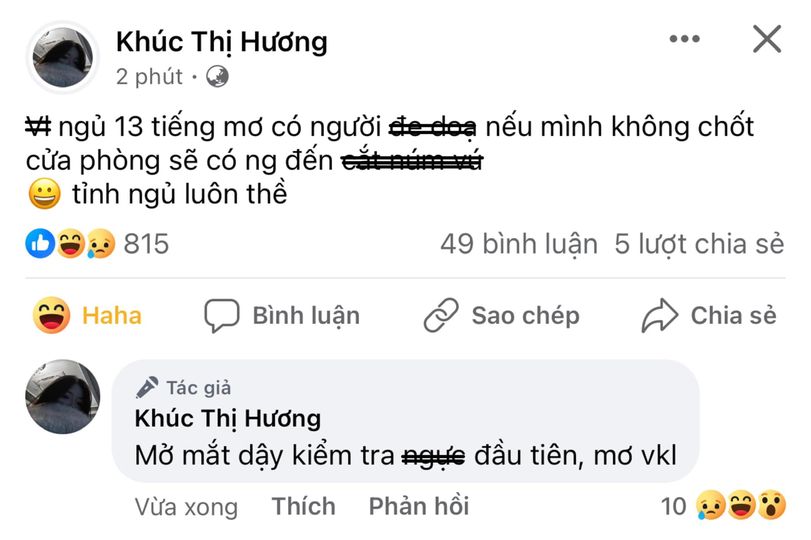 Khúc Thị Hương
2 phút ·
Vl ngủ 13 tiếng mơ có người đe doạ nếu mình không chốt
cửa phòng sẽ có ng đến cắt núm vú
😀 tỉnh ngủ luôn thề
815 49 bình luận 5 lượt chia sẻ
Haha Bình luận Sao chép Chia sẻ
Tác giả
Khúc Thị Hương
Mở mắt dậy kiểm tra ngực đầu tiên, mơ vkl
Vừa xong Thích Phản hồi 10